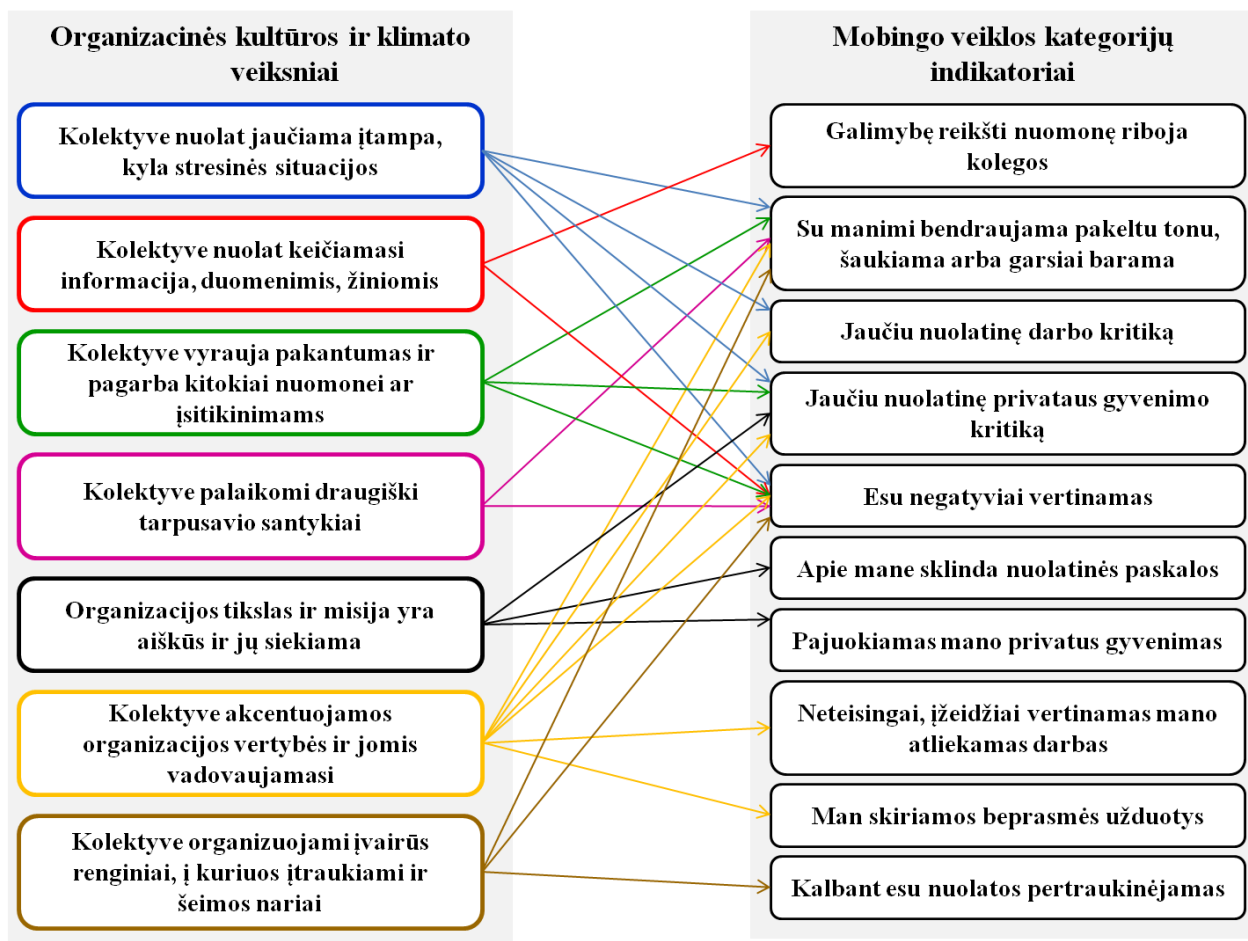 Organizacinės kultūros ir klimato
veiksniai
Kolektyve nuolat jaučiama įtampa,
kyla stresinės situacijos
Kolektyve nuolat keičiamasi
informacija, duomenimis, žiniomis
Kolektyve vyrauja pakantumas ir
pagarba kitokiai nuomonei ar
įsitikinimams
Kolektyve palaikomi draugiški
tarpusavio santykiai
Organizacijos tikslas ir misija yra
aiškūs ir jų siekiama
Kolektyve akcentuojamos
organizacijos vertybės ir jomis
vadovaujamasi
Kolektyve organizuojami įvairūs
renginiai, į kuriuos įtraukiami ir
šeimos nariai
Mobingo veiklos kategorijų
indikatoriai
Galimybę reikšti nuomonę riboja
kolegos
Su manimi bendraujama pakeltu tonu,
šaukiama arba garsiai barama
Jaučiu nuolatinę darbo kritiką
Jaučiu nuolatinę privataus gyvenimo
kritiką
Esu negatyviai vertinamas
Apie mane sklinda nuolatinės paskalos
Pajuokiamas mano privatus gyvenimas
Neteisingai, įžeidžiai vertinamas mano
atliekamas darbas
Man skiriamos beprasmės užduotys
Kalbant esu nuolatos pertraukinėjamas